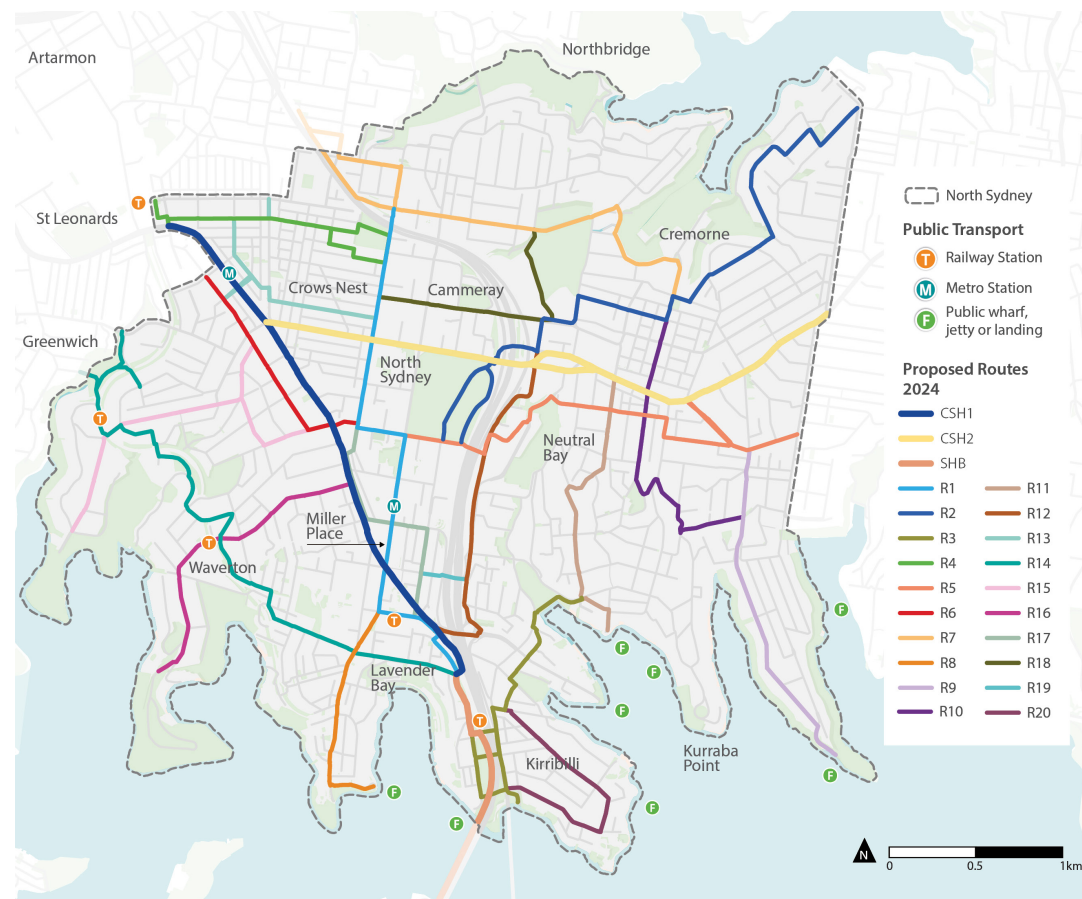 Artarmon
Northbridge
T
St Leonards
Cremorne
M
Crows Nest
Cammeray
Greenwich
North
Sydney
T
Neutral
Bay
M
Miller
Place
T
Waverton
T
Lavender
Bay
T
Kirribilli
Kurraba
Point
F
F
F
F
F
F
F
F
North Sydney
Public Transport
T Railway Station
M Metro Station
F Public wharf,
jetty or landing
Proposed Routes
2024
CSH1
CSH2
SHB
R1 R11
R2 R12
R3 R13
R4 R14
R5 R15
R6 R16
R7 R17
R8 R18
R9 R19
R10 R20
N
0 0.5 1km